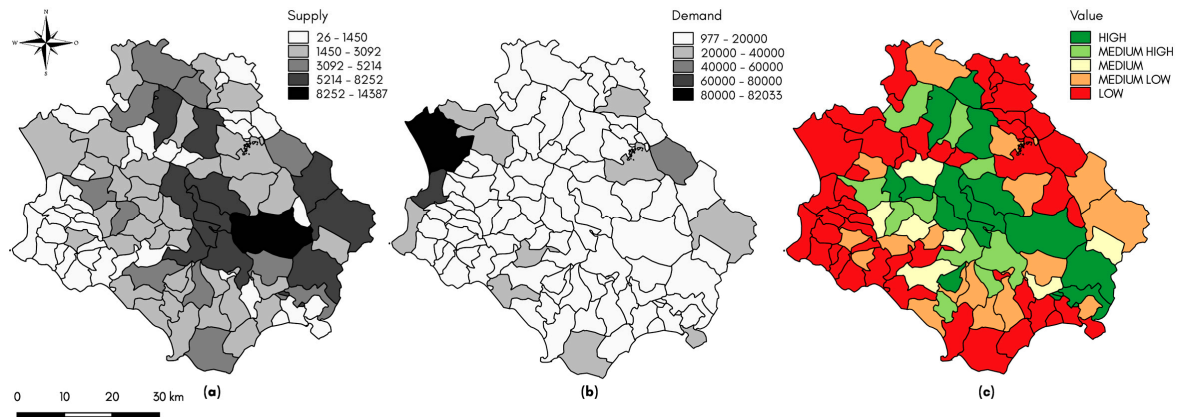 N
W
O
S
Supply
26 - 1450
1450 - 3092
3092 - 5214
5214 - 8252
8252 - 14387
Demand
977 - 20000
20000 - 40000
40000 - 60000
60000 - 80000
80000 - 82033
Value
HIGH
MEDIUM HIGH
MEDIUM
MEDIUM LOW
LOW
(a)
(b)
(c)
0 10 20 30 km